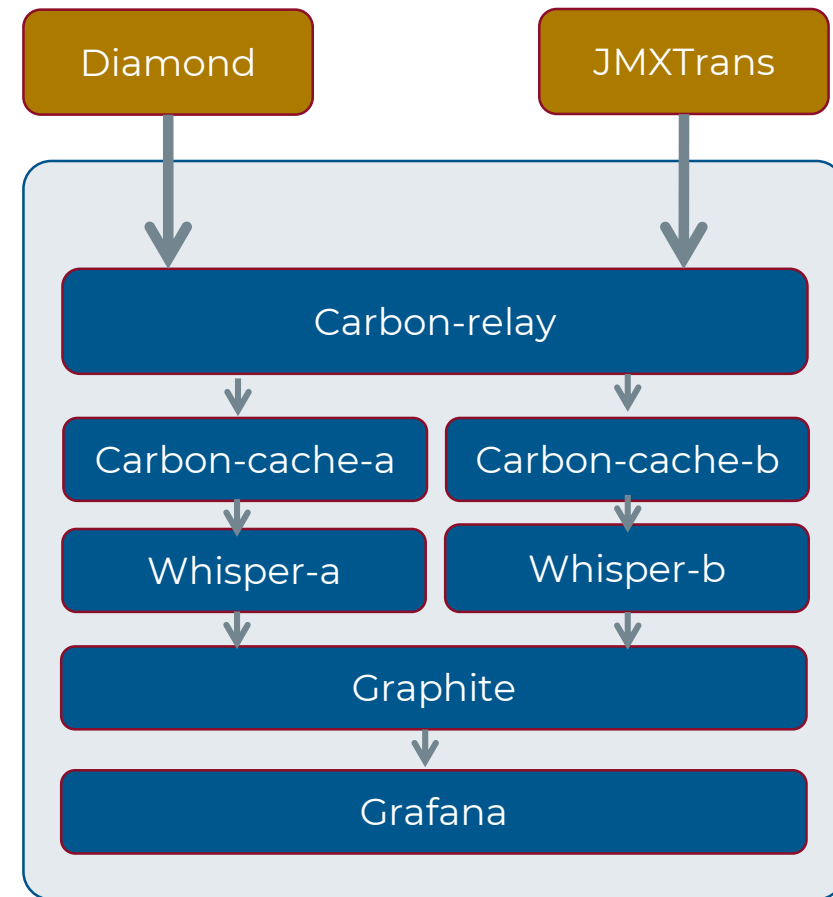 Diamond
JMXTrans
Carbon-relay
Carbon-cache-a
Carbon-cache-b
Whisper-a
Whisper-b
Graphite
Grafana